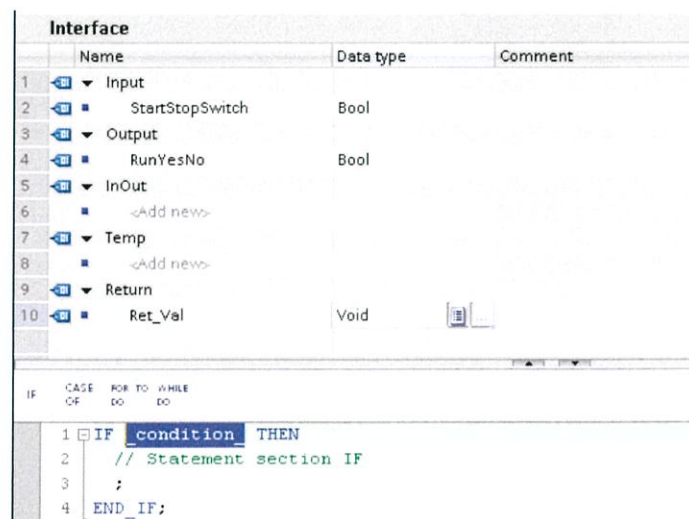 Interface
Name Data type Comment
1 Input
2 StartStopSwitch Bool
3 Output
4 RunYesNo Bool
5 InOut
6 <Add new>
7 Temp
8 <Add new>
9 Return
10 Ret_Val Void ...
IF CASE OF FOR TO DO WHILE DO
1 IF _condition_ THEN
2 // Statement section IF
3 ;
4 END_IF;